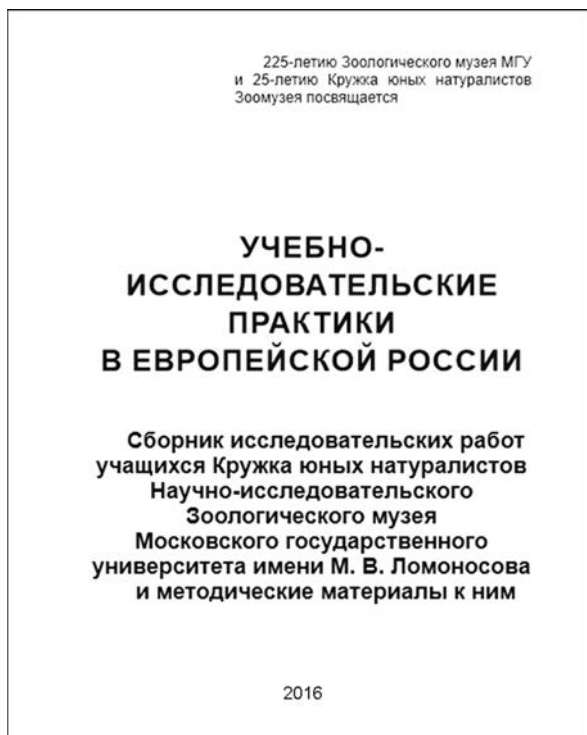 225-летию Зоологического музея МГУ
и 25-летию Кружка юных натуралистов
Зоомузея посвящается
УЧЕБНО-
ИССЛЕДОВАТЕЛЬСКИЕ
ПРАКТИКИ
В ЕВРОПЕЙСКОЙ РОССИИ
Сборник исследовательских работ
учащихся Кружка юных натуралистов
Научно-исследовательского
Зоологического музея
Московского государственного
университета имени М. В. Ломоносова
и методические материалы к ним
2016